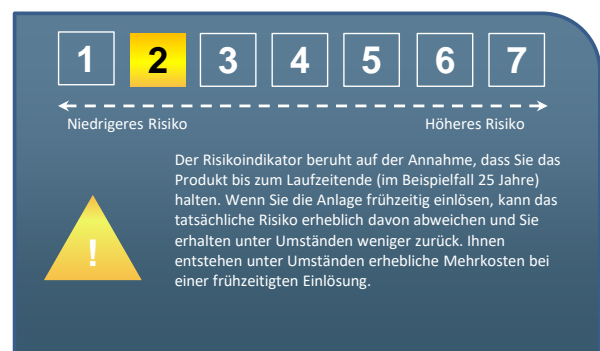 1 2 3 4 5 6 7
Niedrigeres Risiko Höheres Risiko
Der Risikoindikator beruht auf der Annahme, dass Sie das
Produkt bis zum Laufzeitende (im Beispielfall 25 Jahre)
halten. Wenn Sie die Anlage frühzeitig einlösen, kann das
tatsächliche Risiko erheblich davon abweichen und Sie
erhalten unter Umständen weniger zurück. Ihnen
entstehen unter Umständen erhebliche Mehrkosten bei
einer frühzeitigten Einlösung.
!